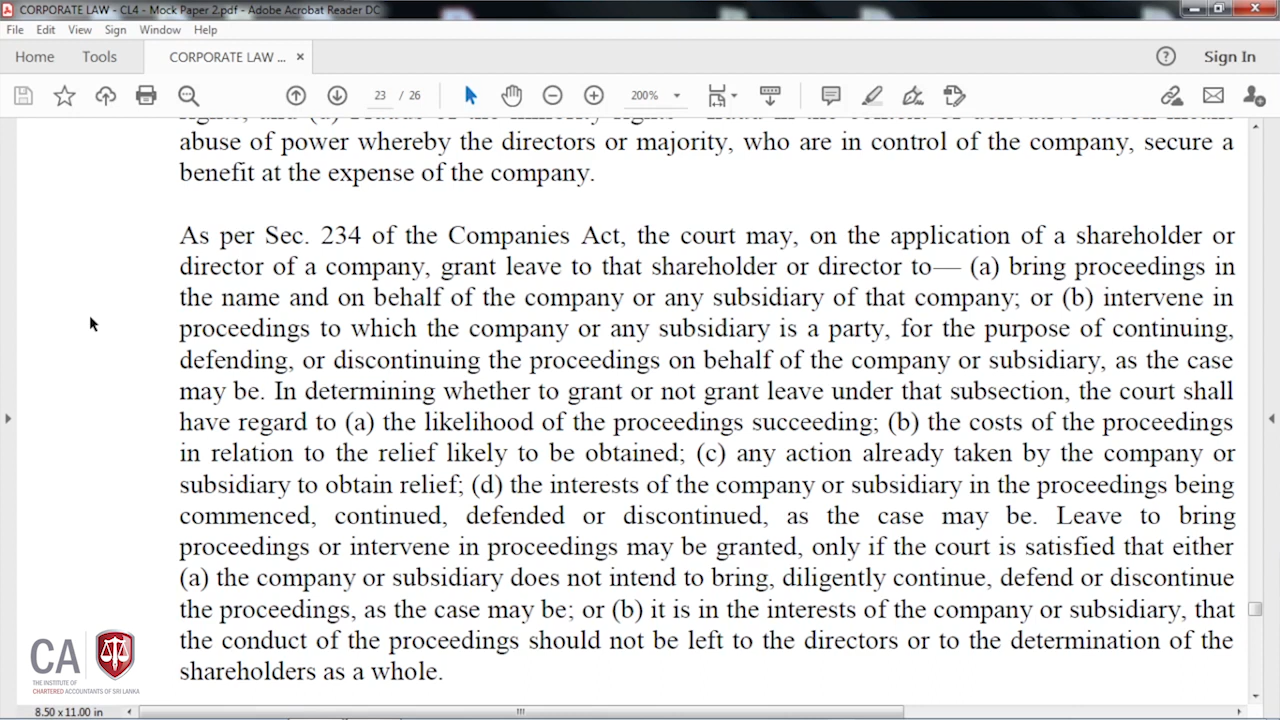 CORPORATE LAW - CL4 - Mock Paper 2.pdf - Adobe Acrobat Reader DC
File Edit View Sign Window Help
Home Tools CORPORATE LAW ... × Sign In
23 / 26 200%
abuse of power whereby the directors or majority, who are in control of the company, secure a
benefit at the expense of the company.
As per Sec. 234 of the Companies Act, the court may, on the application of a shareholder or
director of a company, grant leave to that shareholder or director to— (a) bring proceedings in
the name and on behalf of the company or any subsidiary of that company; or (b) intervene in
proceedings to which the company or any subsidiary is a party, for the purpose of continuing,
defending, or discontinuing the proceedings on behalf of the company or subsidiary, as the case
may be. In determining whether to grant or not grant leave under that subsection, the court shall
have regard to (a) the likelihood of the proceedings succeeding; (b) the costs of the proceedings
in relation to the relief likely to be obtained; (c) any action already taken by the company or
subsidiary to obtain relief; (d) the interests of the company or subsidiary in the proceedings being
commenced, continued, defended or discontinued, as the case may be. Leave to bring
proceedings or intervene in proceedings may be granted, only if the court is satisfied that either
(a) the company or subsidiary does not intend to bring, diligently continue, defend or discontinue
the proceedings, as the case may be; or (b) it is in the interests of the company or subsidiary, that
the conduct of the proceedings should not be left to the directors or to the determination of the
shareholders as a whole.
CA
THE INSTITUTE OF
CHARTERED ACCOUNTANTS OF SRI LANKA
8.50 x 11.00 in